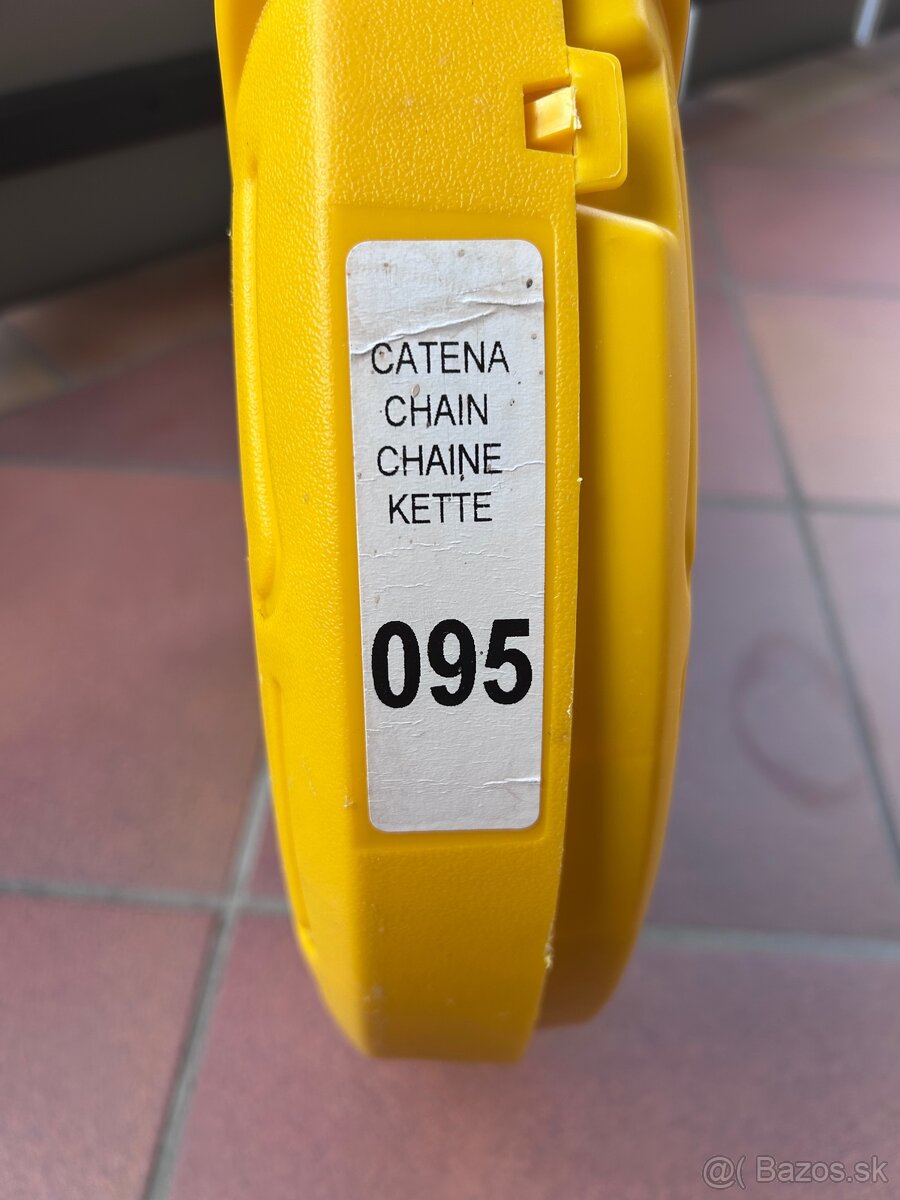 CATENA
CHAIN
CHAINE
KETTE
095
@( Bazos.sk